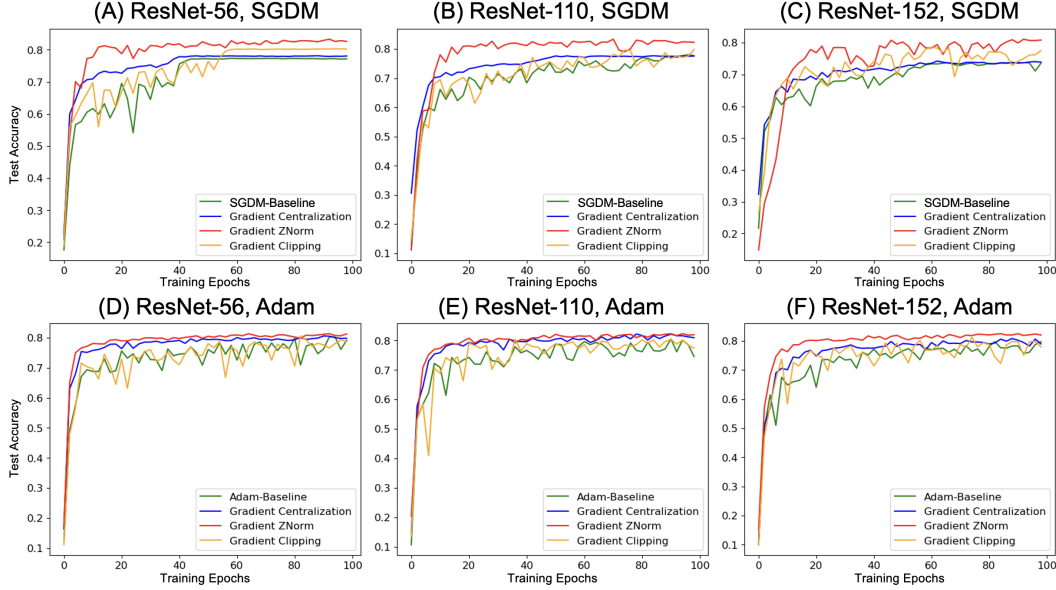 (A) ResNet-56, SGDM
(B) ResNet-110, SGDM
(C) ResNet-152, SGDM
Test Accuracy
0.8
0.7
0.6
0.5
0.4
0.3
0.2
0 20 40 60 80 100
Training Epochs
SGDM-Baseline
Gradient Centralization
Gradient ZNorm
Gradient Clipping
0.8
0.7
0.6
0.5
0.4
0.3
0.2
0.1
0 20 40 60 80 100
Training Epochs
SGDM-Baseline
Gradient Centralization
Gradient ZNorm
Gradient Clipping
0.8
0.7
0.6
0.5
0.4
0.3
0.2
0 20 40 60 80 100
Training Epochs
SGDM-Baseline
Gradient Centralization
Gradient ZNorm
Gradient Clipping
(D) ResNet-56, Adam
(E) ResNet-110, Adam
(F) ResNet-152, Adam
Test Accuracy
0.8
0.7
0.6
0.5
0.4
0.3
0.2
0.1
0 20 40 60 80 100
Training Epochs
Adam-Baseline
Gradient Centralization
Gradient ZNorm
Gradient Clipping
0.8
0.7
0.6
0.5
0.4
0.3
0.2
0.1
0 20 40 60 80 100
Training Epochs
Adam-Baseline
Gradient Centralization
Gradient ZNorm
Gradient Clipping
0.8
0.7
0.6
0.5
0.4
0.3
0.2
0.1
0 20 40 60 80 100
Training Epochs
Adam-Baseline
Gradient Centralization
Gradient ZNorm
Gradient Clipping